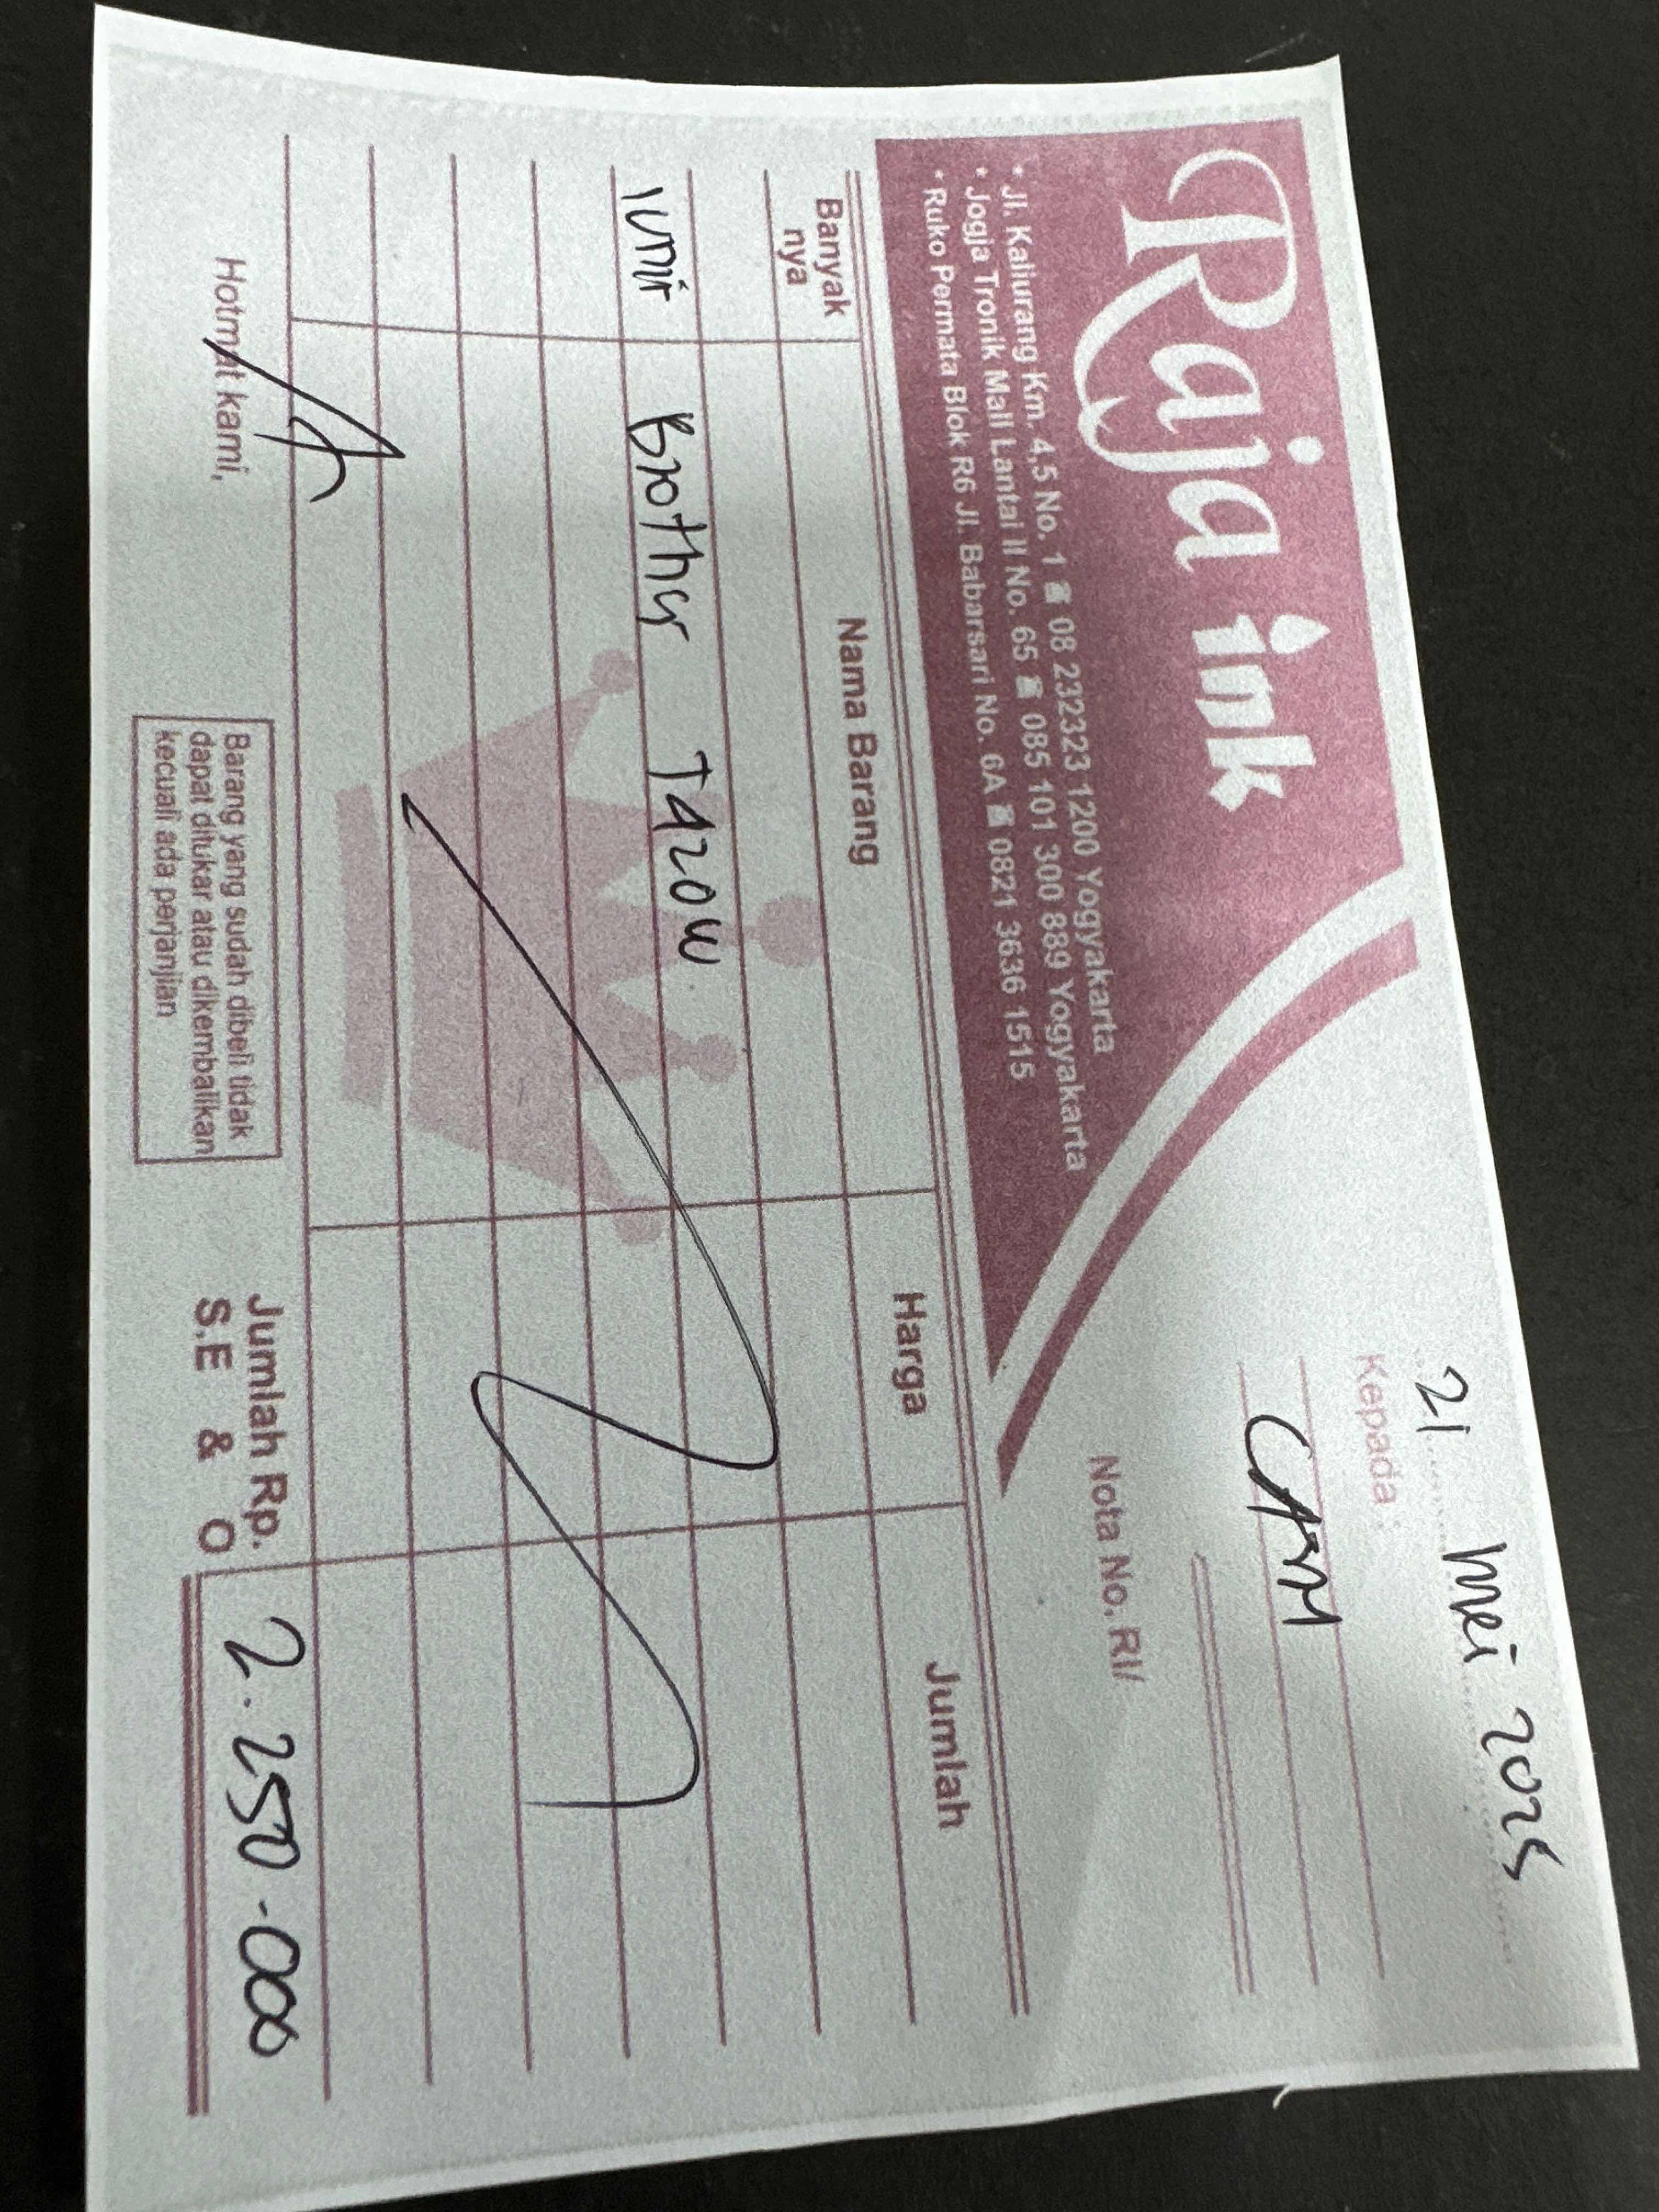 Raja ink
* Jl. Kaliurang Km. 4,5 No. 1 ☎ 08 232323 1200 Yogyakarta
* Jogja Tronik Mall Lantai II No. 65 ☎ 085 101 300 889 Yogyakarta
* Ruko Permata Blok R6 Jl. Babarsari No. 6A ☎ 0821 3636 1515
21 Mei 2025
Kepada :
CAM
Nota No. RI/
Banyak nya Nama Barang Harga Jumlah
1 unit Brother T420W
Jumlah Rp. 2.250.000
S.E & O
Hormat kami,
Barang yang sudah dibeli tidak
dapat ditukar atau dikembalikan
kecuali ada perjanjian